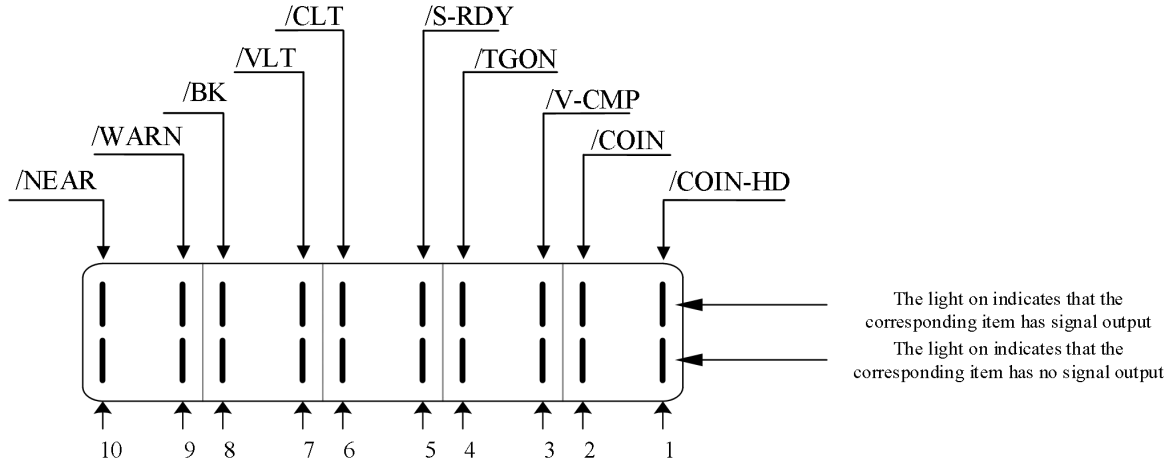 /CLT
/S-RDY
/VLT
/TGON
/BK
/V-CMP
/WARN
/COIN
/NEAR
/COIN-HD
The light on indicates that the
corresponding item has signal output
The light on indicates that the
corresponding item has no signal output
10 9 8 7 6 5 4 3 2 1